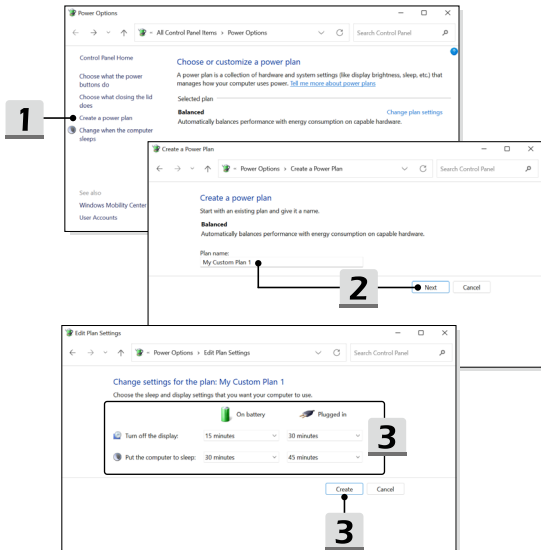 Power Options
All Control Panel Items > Power Options
Search Control Panel
Control Panel Home
Choose what the power
buttons do
Choose what closing the lid
does
Create a power plan
Change when the computer
sleeps
See also
Windows Mobility Center
User Accounts
Choose or customize a power plan
A power plan is a collection of hardware and system settings (like display brightness, sleep, etc.) that
manages how your computer uses power. Tell me more about power plans
Selected plan
Balanced
Change plan settings
Automatically balances performance with energy consumption on capable hardware.
1
Create a Power Plan
Power Options > Create a Power Plan
Search Control Panel
Create a power plan
Start with an existing plan and give it a name.
Balanced
Automatically balances performance with energy consumption on capable hardware.
Plan name:
My Custom Plan 1
2
Next
Cancel
Edit Plan Settings
Power Options > Edit Plan Settings
Search Control Panel
Change settings for the plan: My Custom Plan 1
Choose the sleep and display settings that you want your computer to use.
On battery
Plugged in
Turn off the display:
15 minutes
30 minutes
Put the computer to sleep:
30 minutes
45 minutes
3
Create
Cancel
3